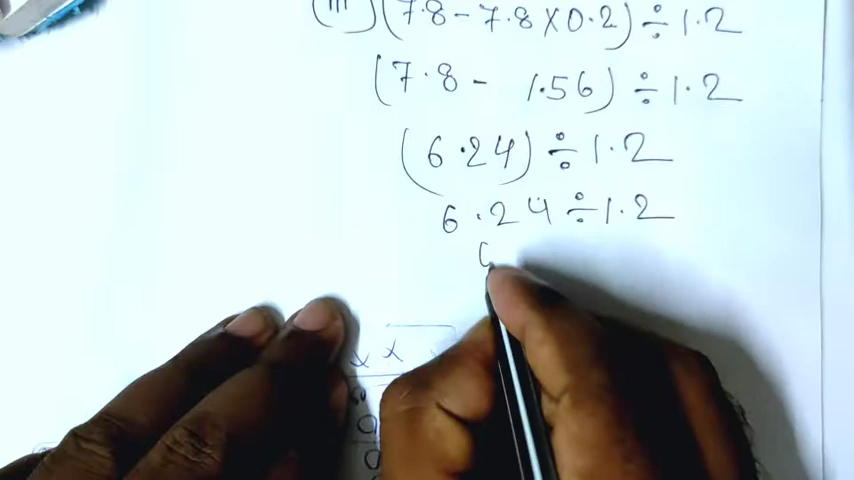 (iii) (7.8 - 7.8 × 0.2) ÷ 1.2
(7.8 - 1.56) ÷ 1.2
(6.24) ÷ 1.2
6.24 ÷ 1.2